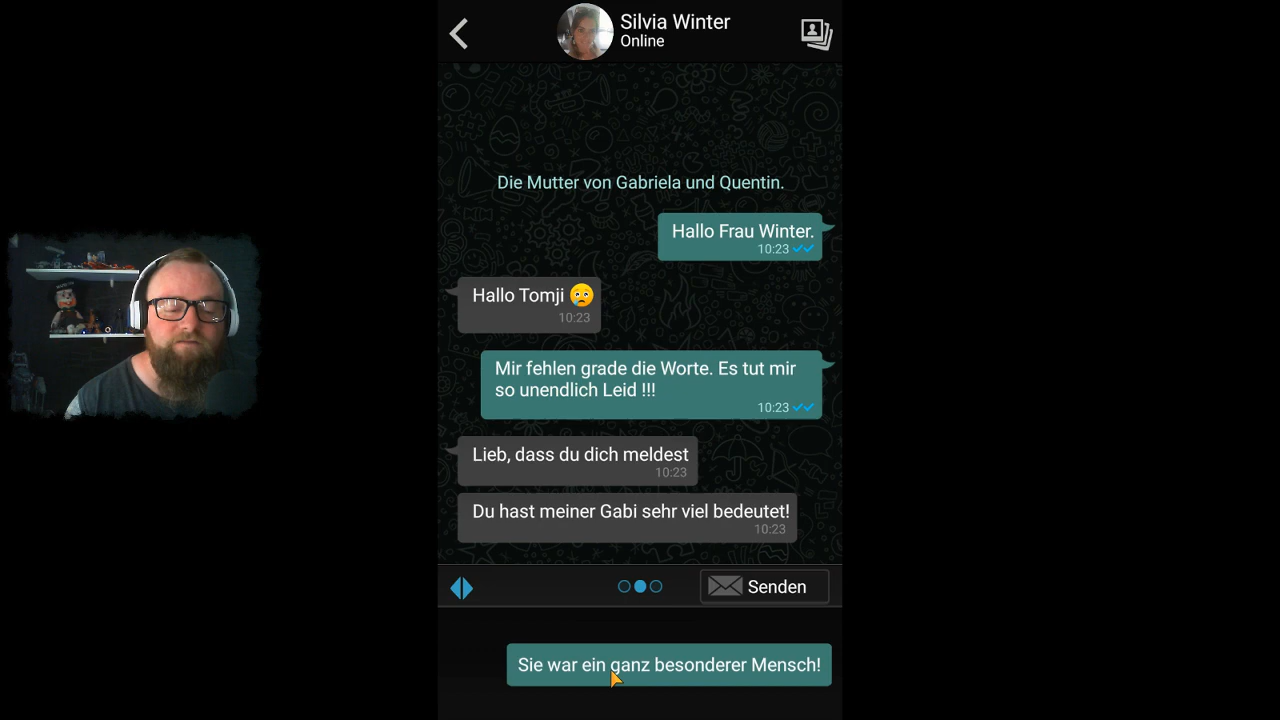 Silvia Winter
Online
Die Mutter von Gabriela und Quentin.
Hallo Frau Winter.
10:23
Hallo Tomji 😢
10:23
Mir fehlen grade die Worte. Es tut mir
so unendlich Leid !!!
10:23
Lieb, dass du dich meldest
10:23
Du hast meiner Gabi sehr viel bedeutet!
10:23
Senden
Sie war ein ganz besonderer Mensch!